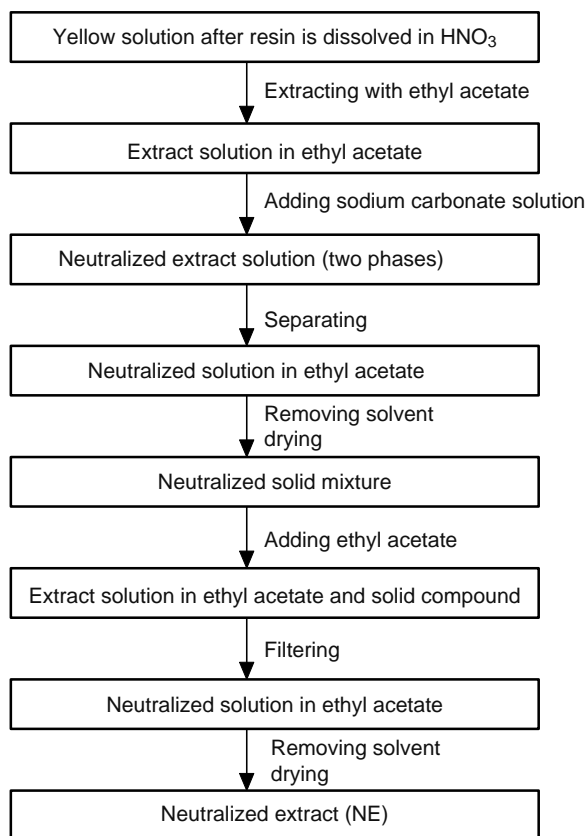 Yellow solution after resin is dissolved in HNO3
Extracting with ethyl acetate
Extract solution in ethyl acetate
Adding sodium carbonate solution
Neutralized extract solution (two phases)
Separating
Neutralized solution in ethyl acetate
Removing solvent
drying
Neutralized solid mixture
Adding ethyl acetate
Extract solution in ethyl acetate and solid compound
Filtering
Neutralized solution in ethyl acetate
Removing solvent
drying
Neutralized extract (NE)